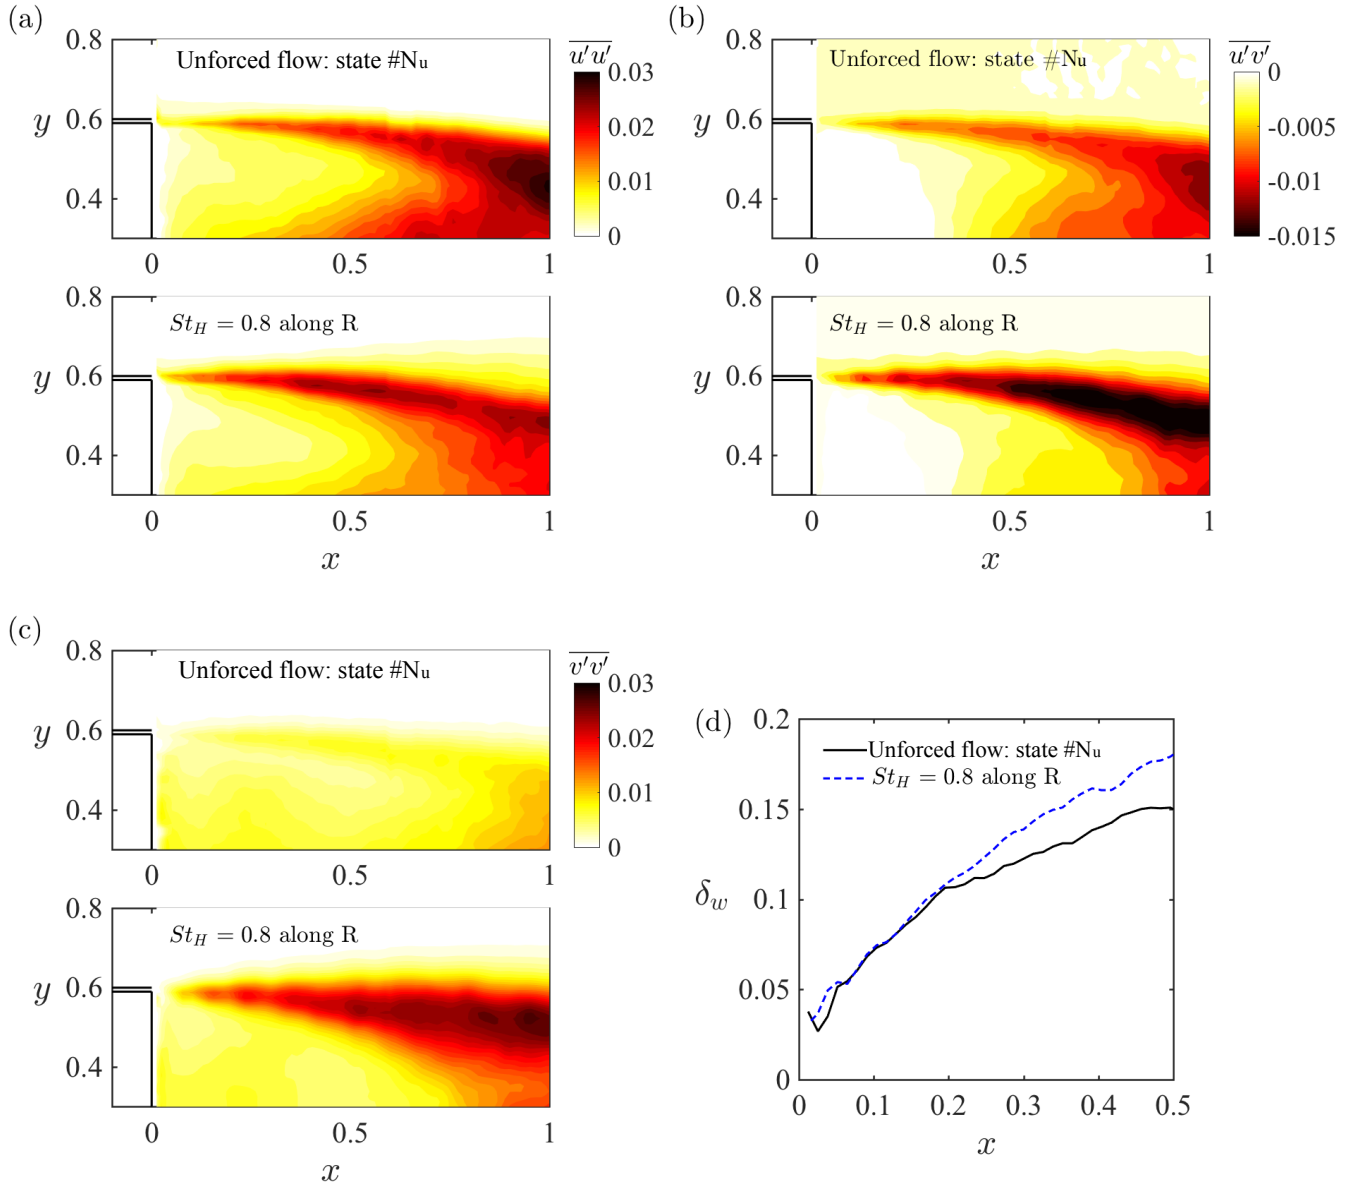 (a)
0.8
Unforced flow: state #Nu
y 0.6
0.4
0 0.5 1
u′u′
0.03
0.02
0.01
0
0.8
StH = 0.8 along R
y 0.6
0.4
0 0.5 1
x
(b)
0.8
Unforced flow: state #Nu
y 0.6
0.4
0 0.5 1
u′v′
0
-0.005
-0.01
-0.015
0.8
StH = 0.8 along R
y 0.6
0.4
0 0.5 1
x
(c)
0.8
Unforced flow: state #Nu
y 0.6
0.4
0 0.5 1
v′v′
0.03
0.02
0.01
0
0.8
StH = 0.8 along R
y 0.6
0.4
0 0.5 1
x
(d)
0.2
Unforced flow: state #Nu
StH = 0.8 along R
0.15
δw 0.1
0.05
0
0 0.1 0.2 0.3 0.4 0.5
x